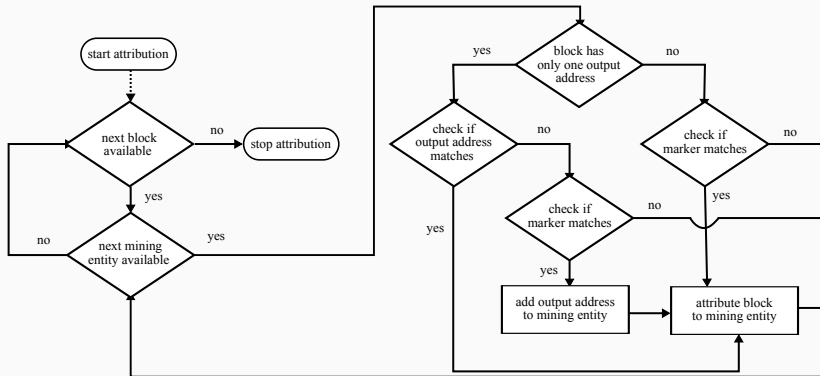 start attribution
next block
available
no
stop attribution
yes
next mining
entity available
no
yes
block has
only one output
address
yes
no
check if
output address
matches
no
check if
marker matches
no
yes
check if
marker matches
no
yes
yes
add output address
to mining entity
attribute block
to mining entity